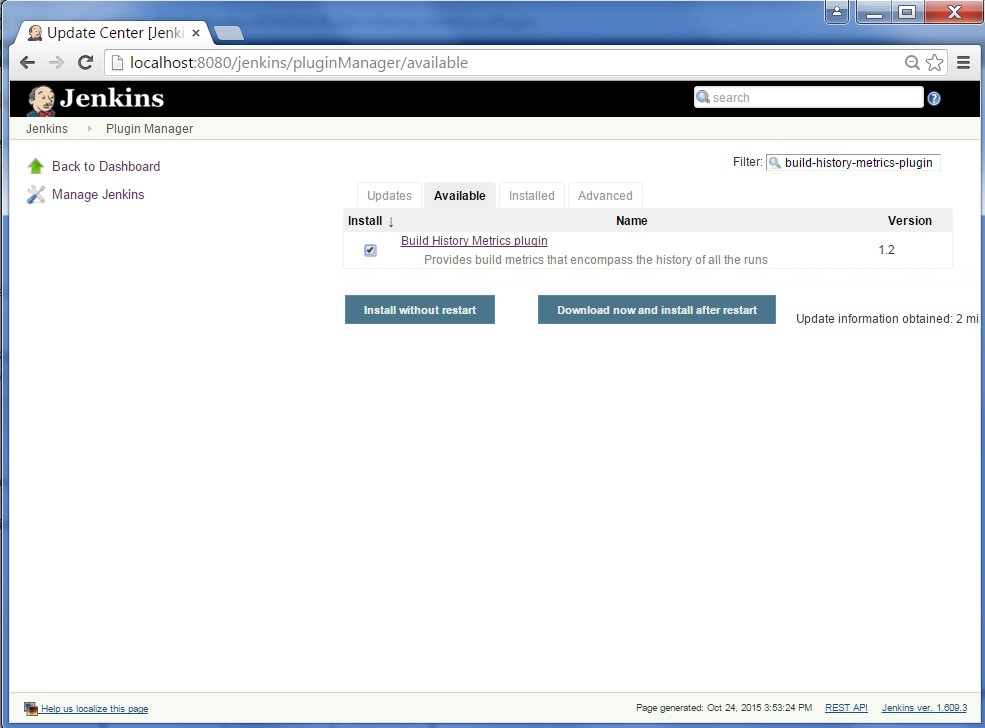 Update Center [Jenki
localhost:8080/jenkins/pluginManager/available
Jenkins
search
Jenkins Plugin Manager
Back to Dashboard
Manage Jenkins
Filter: build-history-metrics-plugin
Updates Available Installed Advanced
Install ↓ Name Version
Build History Metrics plugin
1.2
Provides build metrics that encompass the history of all the runs
Install without restart Download now and install after restart
Update information obtained: 2 mi
Help us localize this page
Page generated: Oct 24, 2015 3:53:24 PM REST API Jenkins ver. 1.609.3